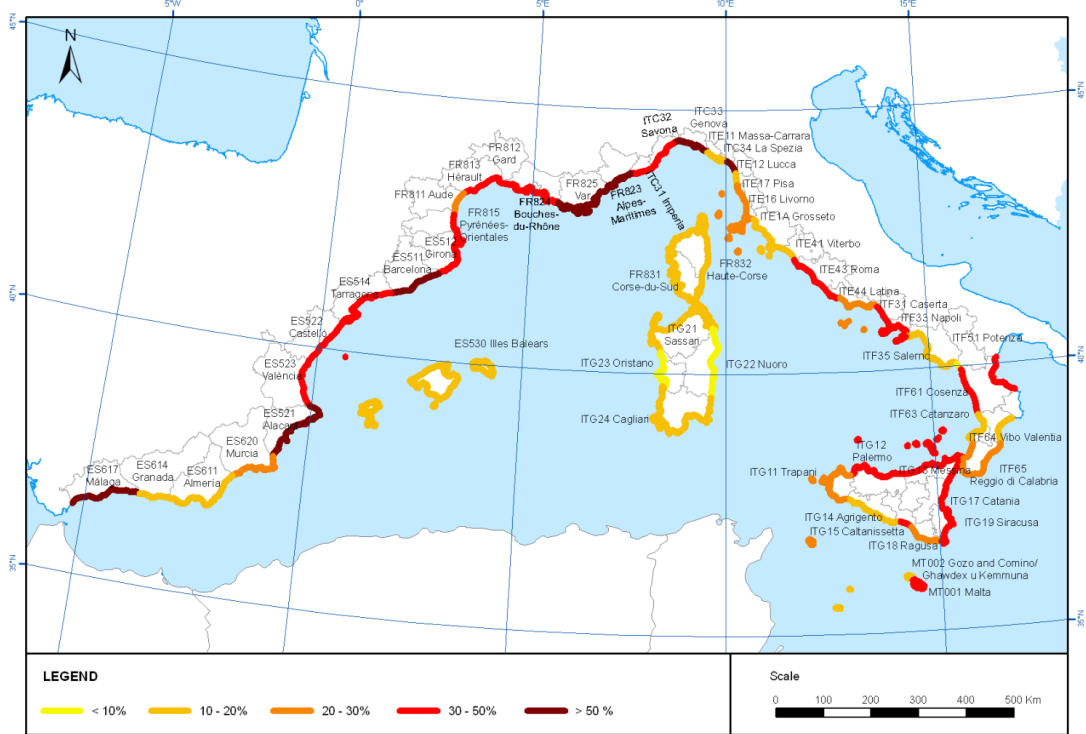 5°W 0° 5°E 10°E 15°E
45°N
45°N
40°N
40°N
35°N
35°N
N
ITC33
Genova
ITC32
Savona
ITE11 Massa-Carrara
ITC34 La Spezia
ITE12 Lucca
ITE17 Pisa
ITE16 Livorno
ITE1A Grosseto
ITC31 Imperia
FR812
Gard
FR813
Hérault
FR811 Aude
FR825
Var
FR823
Alpes-
Maritimes
FR824
Bouches-
du-Rhône
FR815
Pyrénées-
Orientales
ES512
Girona
ES511
Barcelona
ES514
Tarragona
ES522
Castelló
ES523
València
ES521
Alacant
ES620
Murcia
ES611
Almería
ES614
Granada
ES617
Málaga
ES530 Illes Balears
FR831
Corse-du-Sud
FR832
Haute-Corse
ITG21
Sassari
ITG23 Oristano
ITG22 Nuoro
ITG24 Cagliari
ITE41 Viterbo
ITE43 Roma
ITE44 Latina
ITF31 Caserta
ITF33 Napoli
ITF51 Potenza
ITF35 Salerno
ITF61 Cosenza
ITF63 Catanzaro
ITF64 Vibo Valentia
ITF65
Reggio di Calabria
ITG12
Palermo
ITG13 Messina
ITG11 Trapani
ITG17 Catania
ITG19 Siracusa
ITG14 Agrigento
ITG15 Caltanissetta
ITG18 Ragusa
MT002 Gozo and Comino/
Ghawdex u Kemmuna
MT001 Malta
LEGEND
< 10% 10 - 20% 20 - 30% 30 - 50% > 50 %
Scale
0 100 200 300 400 500 Km